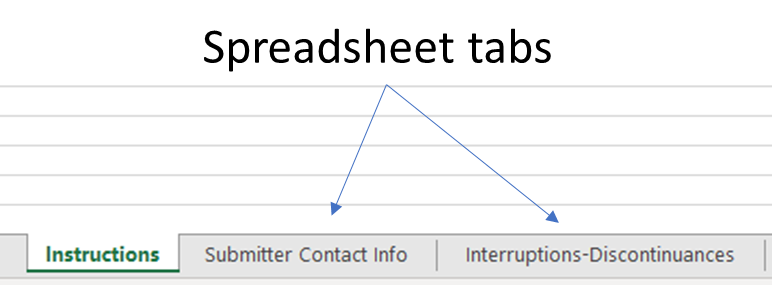 Spreadsheet tabs
Instructions Submitter Contact Info Interruptions-Discontinuances